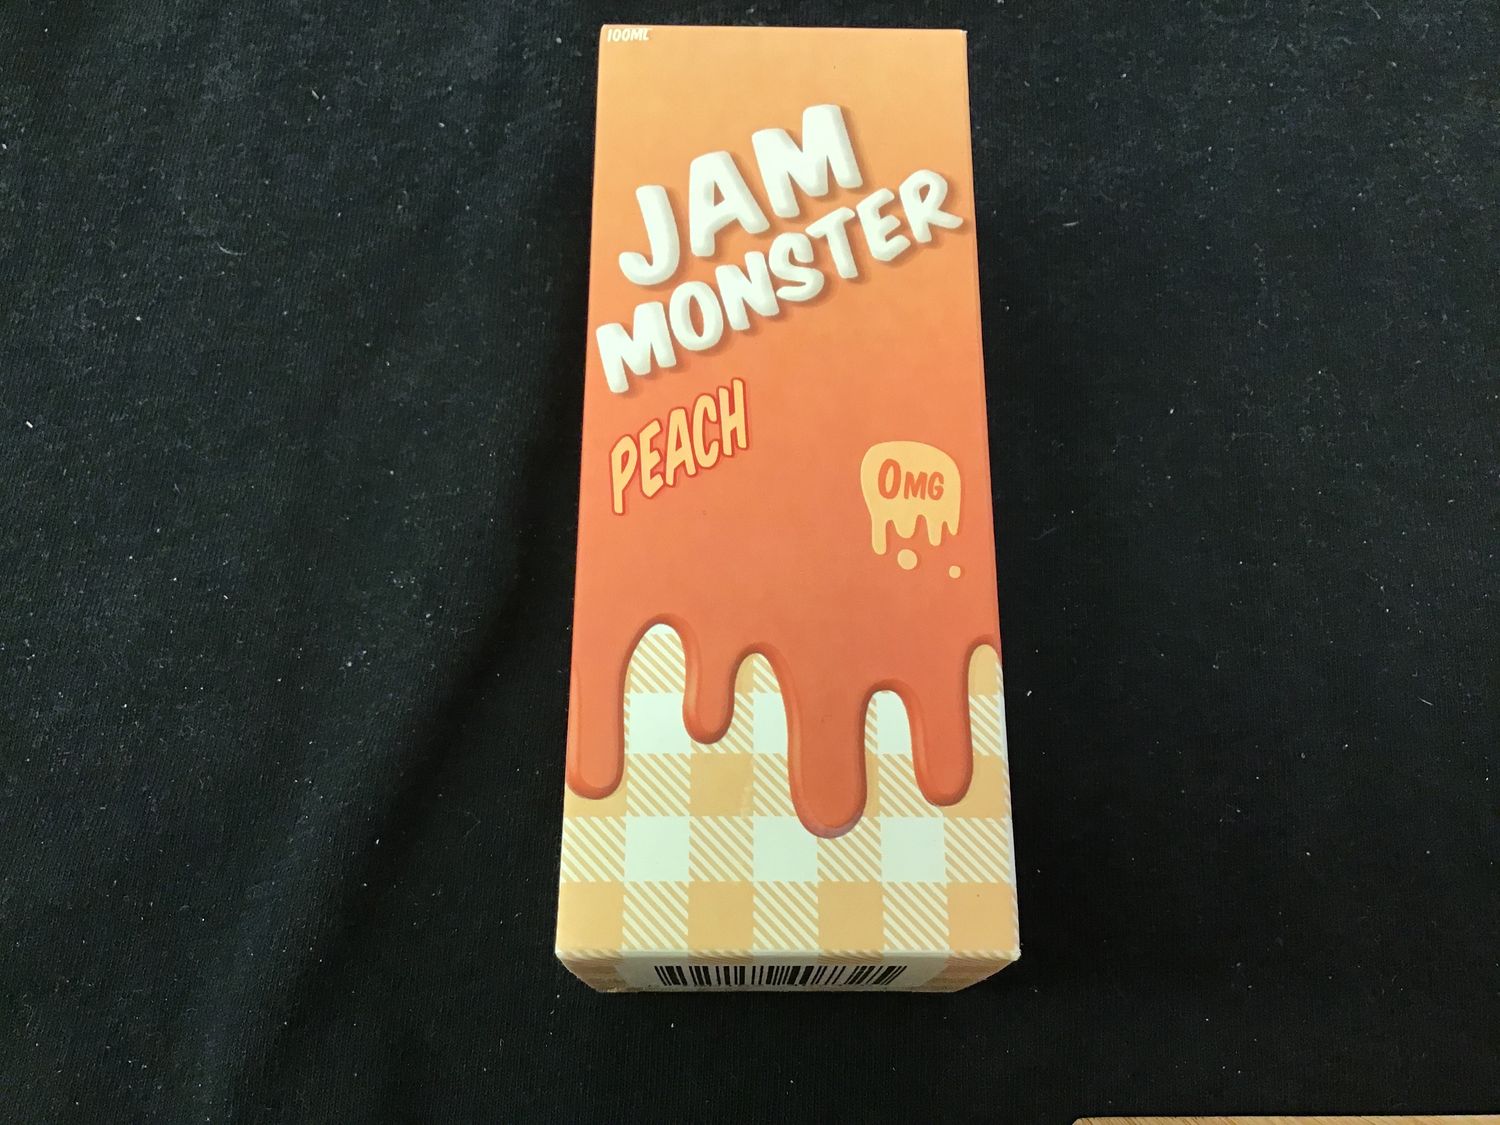 100ML
JAM
MONSTER
PEACH
0MG